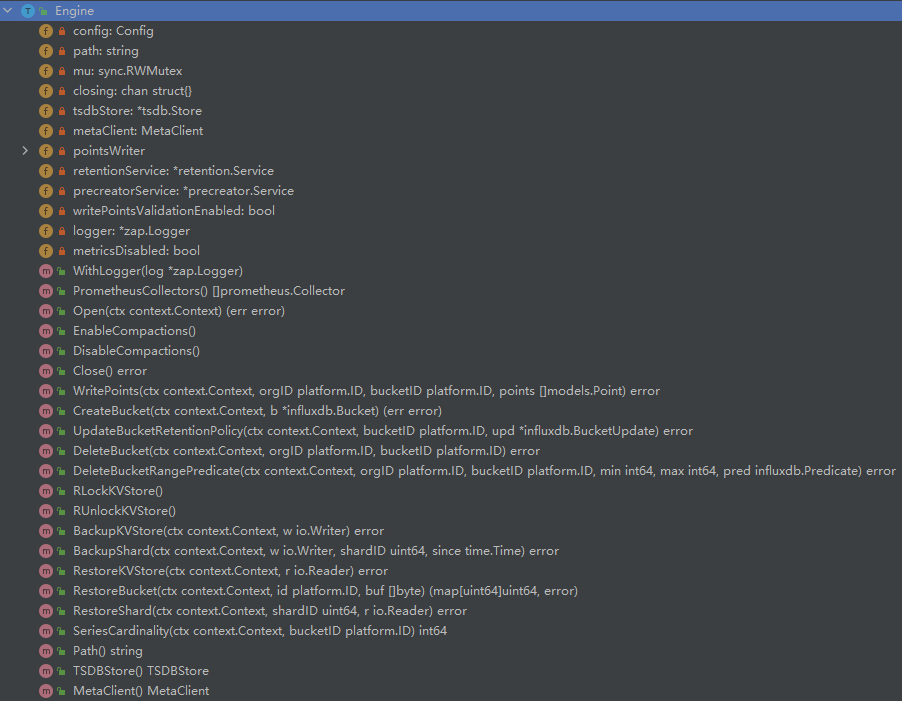 Engine
config: Config
path: string
mu: sync.RWMutex
closing: chan struct{}
tsdbStore: *tsdb.Store
metaClient: MetaClient
pointsWriter
retentionService: *retention.Service
precreatorService: *precreator.Service
writePointsValidationEnabled: bool
logger: *zap.Logger
metricsDisabled: bool
WithLogger(log *zap.Logger)
PrometheusCollectors() []prometheus.Collector
Open(ctx context.Context) (err error)
EnableCompactions()
DisableCompactions()
Close() error
WritePoints(ctx context.Context, orgID platform.ID, bucketID platform.ID, points []models.Point) error
CreateBucket(ctx context.Context, b *influxdb.Bucket) (err error)
UpdateBucketRetentionPolicy(ctx context.Context, bucketID platform.ID, upd *influxdb.BucketUpdate) error
DeleteBucket(ctx context.Context, orgID platform.ID, bucketID platform.ID) error
DeleteBucketRangePredicate(ctx context.Context, orgID platform.ID, bucketID platform.ID, min int64, max int64, pred influxdb.Predicate) error
RLockKVStore()
RUnlockKVStore()
BackupKVStore(ctx context.Context, w io.Writer) error
BackupShard(ctx context.Context, w io.Writer, shardID uint64, since time.Time) error
RestoreKVStore(ctx context.Context, r io.Reader) error
RestoreBucket(ctx context.Context, id platform.ID, buf []byte) (map[uint64]uint64, error)
RestoreShard(ctx context.Context, shardID uint64, r io.Reader) error
SeriesCardinality(ctx context.Context, bucketID platform.ID) int64
Path() string
TSDBStore() TSDBStore
MetaClient() MetaClient